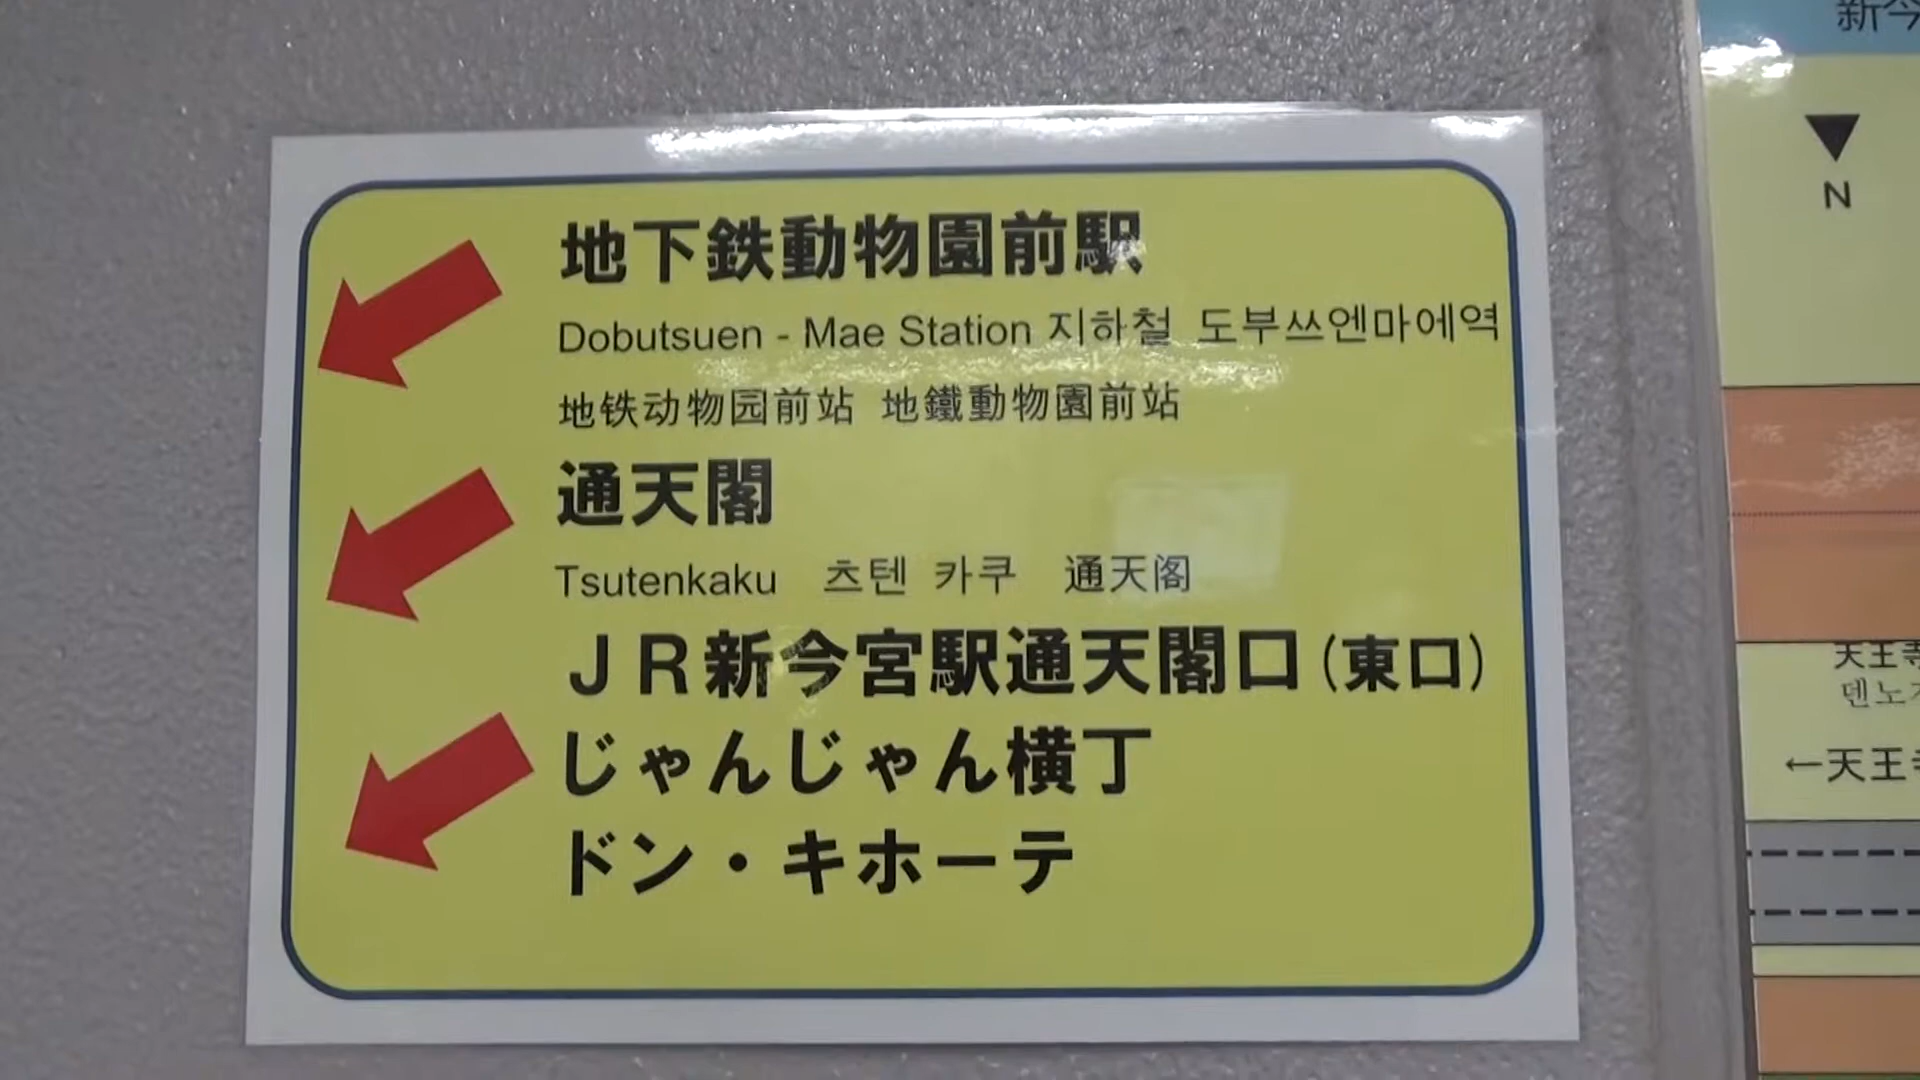 地下鉄動物園前駅
Dobutsuen - Mae Station 지하철 도부쓰엔마에역
地铁动物园前站 地鐵動物園前站
通天閣
Tsutenkaku 츠텐 카쿠 通天阁
JR新今宮駅通天閣口(東口)
じゃんじゃん横丁
ドン・キホーテ
新今
N
天王寺
텐노지
←天王寺